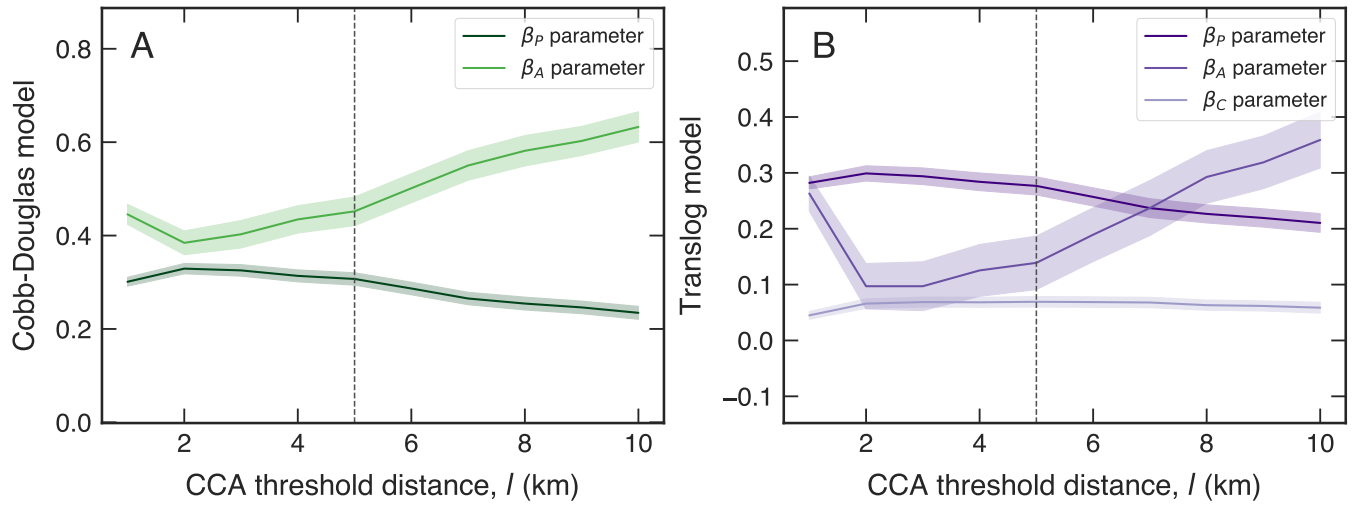 A
β_P parameter
β_A parameter
Cobb-Douglas model
0.8
0.6
0.4
0.2
0.0
2 4 6 8 10
CCA threshold distance, l (km)
B
β_P parameter
β_A parameter
β_C parameter
Translog model
0.5
0.4
0.3
0.2
0.1
0.0
−0.1
2 4 6 8 10
CCA threshold distance, l (km)